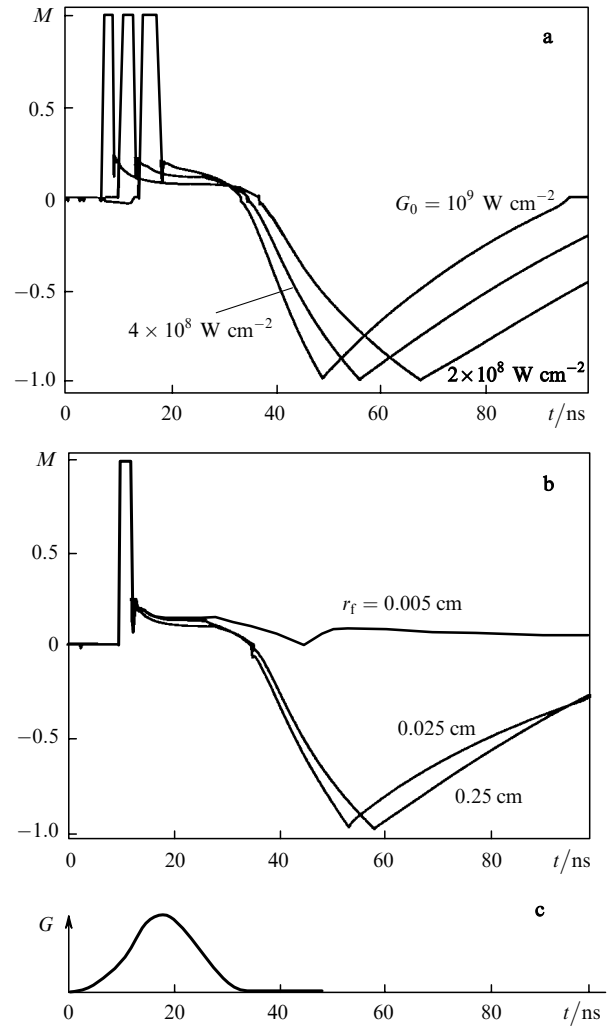 M
a
0.5
0
G₀ = 10⁹ W cm⁻²
−0.5
4 × 10⁸ W cm⁻²
−1.0
2×10⁸ W cm⁻²
0 20 40 60 80 t/ns
M
b
0.5
r_f = 0.005 cm
0
0.025 cm
−0.5
0.25 cm
−1.0
0 20 40 60 80 t/ns
c
G
0 20 40 60 80 t/ns